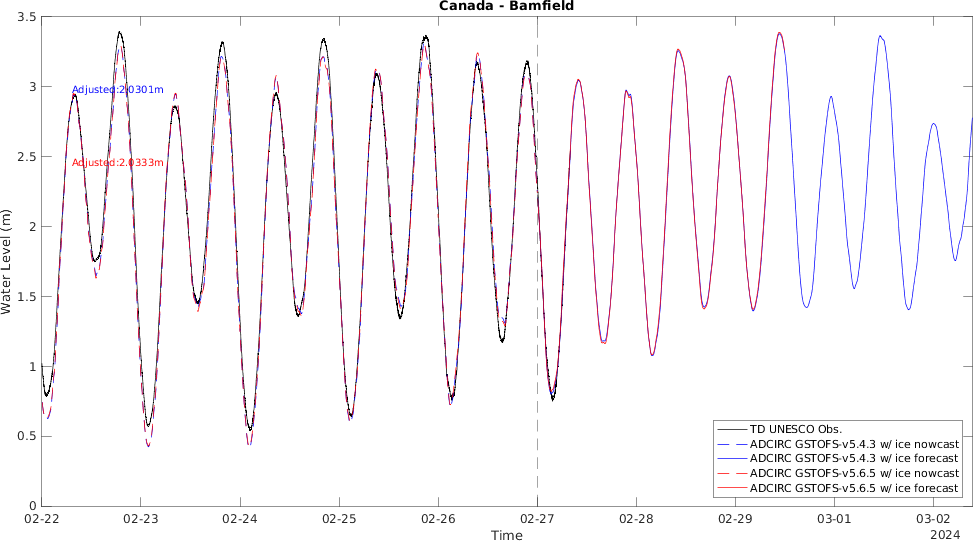 Canada - Bamfield
3.5
3
2.5
2
1.5
1
0.5
0
Water Level (m)
Adjusted:2.0301m
Adjusted:2.0333m
TD UNESCO Obs.
ADCIRC GSTOFS-v5.4.3 w/ ice nowcast
ADCIRC GSTOFS-v5.4.3 w/ ice forecast
ADCIRC GSTOFS-v5.6.5 w/ ice nowcast
ADCIRC GSTOFS-v5.6.5 w/ ice forecast
02-22 02-23 02-24 02-25 02-26 02-27 02-28 02-29 03-01 03-02
Time
2024